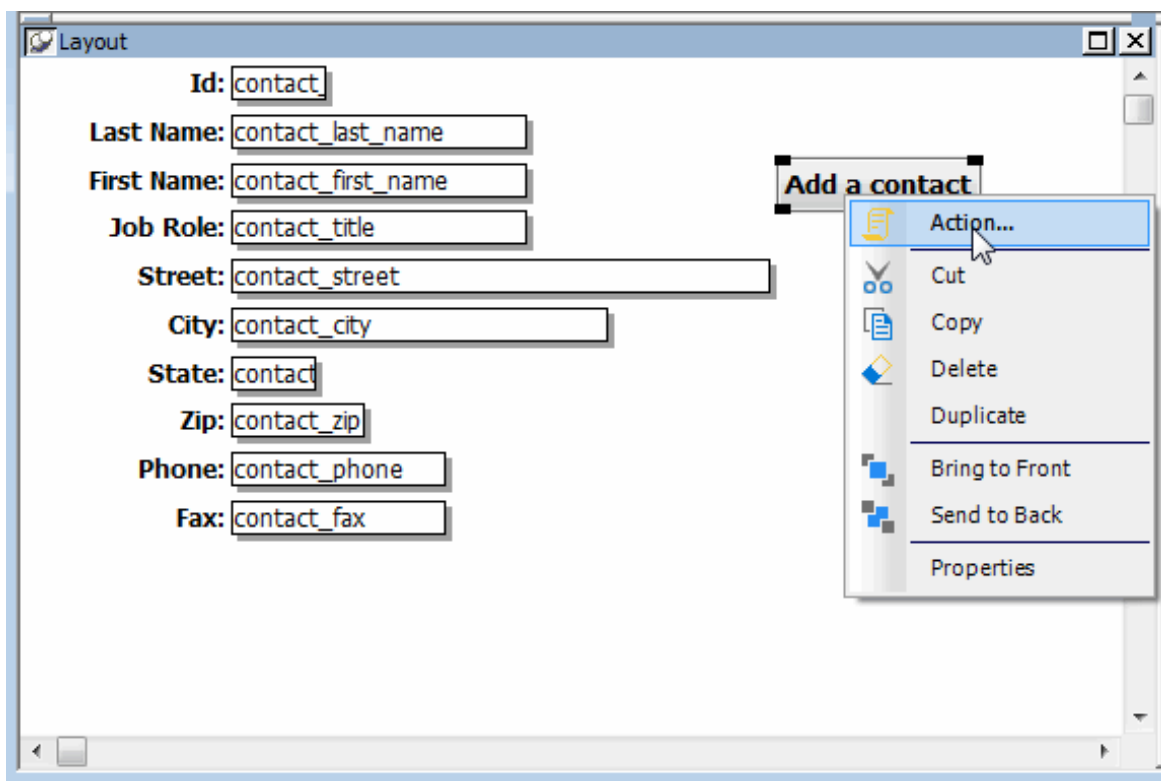 Layout
Id: contact_
Last Name: contact_last_name
First Name: contact_first_name
Job Role: contact_title
Street: contact_street
City: contact_city
State: contact
Zip: contact_zip
Phone: contact_phone
Fax: contact_fax
Add a contact
Action...
Cut
Copy
Delete
Duplicate
Bring to Front
Send to Back
Properties